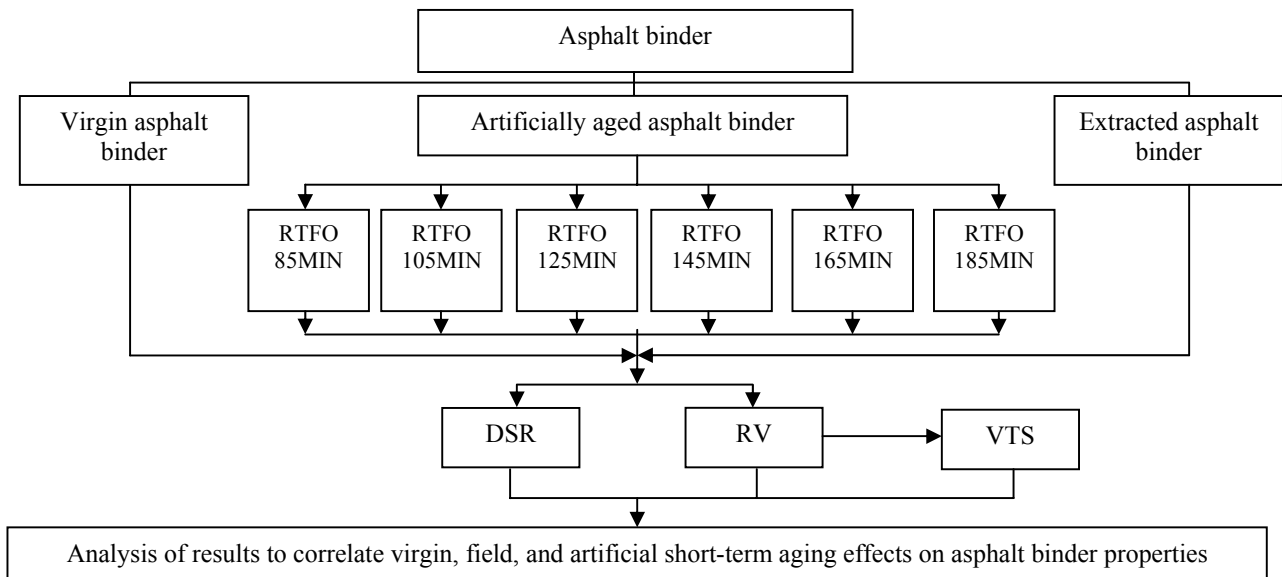 Asphalt binder
Virgin asphalt
binder
Artificially aged asphalt binder
Extracted asphalt
binder
RTFO
85MIN
RTFO
105MIN
RTFO
125MIN
RTFO
145MIN
RTFO
165MIN
RTFO
185MIN
DSR
RV
VTS
Analysis of results to correlate virgin, field, and artificial short-term aging effects on asphalt binder properties